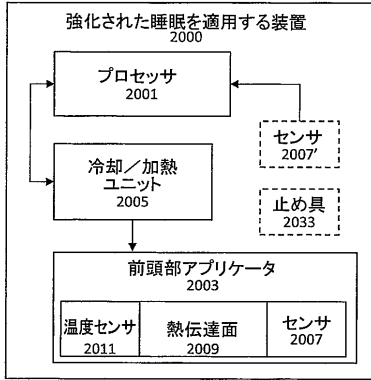 強化された睡眠を適用する装置
2000
プロセッサ
2001
センサ
2007'
冷却／加熱
ユニット
2005
止め具
2033
前頭部アプリケータ
2003
温度センサ
2011
熱伝達面
2009
センサ
2007